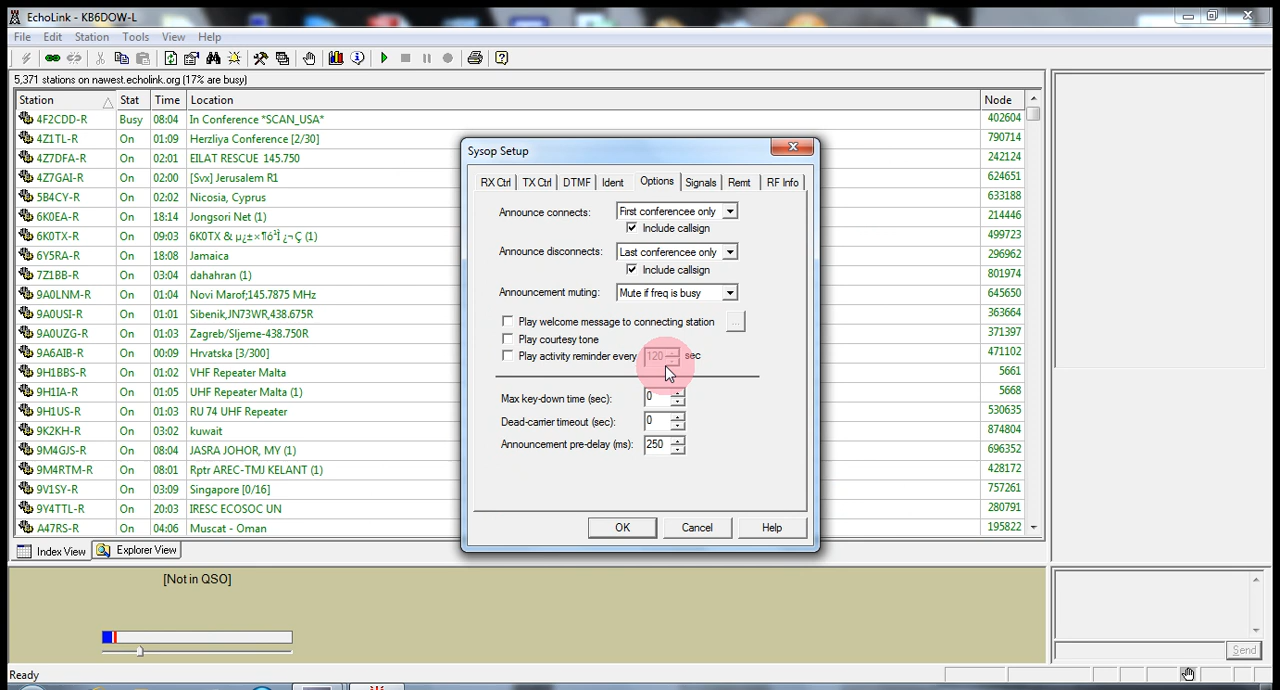 EchoLink - KB6DOW-L
File Edit Station Tools View Help
5,371 stations on nawest.echolink.org (17% are busy)
Station Stat Time Location Node
4F2CDD-R Busy 08:04 In Conference *SCAN_USA* 402604
4Z1TL-R On 01:09 Herzliya Conference [2/30] 790714
4Z7DFA-R On 02:01 EILAT RESCUE 145.750 242124
4Z7GAI-R On 02:00 [Svx] Jerusalem R1 624651
5B4CY-R On 02:02 Nicosia, Cyprus 633188
6K0EA-R On 18:14 Jongsori Net (1) 214446
6K0TX-R On 09:03 6K0TX & µ¿±×¶ó¹Ì ¿¬Ç (1) 499723
6Y5RA-R On 18:08 Jamaica 296962
7Z1BB-R On 03:04 dahahran (1) 801974
9A0LNM-R On 01:04 Novi Marof;145.7875 MHz 645650
9A0USI-R On 01:01 Sibenik,JN73WR,438.675R 363664
9A0UZG-R On 01:03 Zagreb/Sljeme-438.750R 371397
9A6AIB-R On 00:09 Hrvatska [3/300] 471102
9H1BBS-R On 01:02 VHF Repeater Malta 5661
9H1IA-R On 01:05 UHF Repeater Malta (1) 5668
9H1US-R On 01:03 RU 74 UHF Repeater 530635
9K2KH-R On 03:02 kuwait 874804
9M4GJS-R On 08:04 JASRA JOHOR, MY (1) 696352
9M4RTM-R On 08:01 Rptr AREC-TMJ KELANT (1) 428172
9V1SY-R On 03:09 Singapore [0/16] 757261
9Y4TTL-R On 20:03 IRESC ECOSOC UN 280791
A47RS-R On 04:06 Muscat - Oman 195822
Index View Explorer View
Sysop Setup
RX Ctrl TX Ctrl DTMF Ident Options Signals Remt RF Info
Announce connects: First conferencee only
Include callsign
Announce disconnects: Last conferencee only
Include callsign
Announcement muting: Mute if freq is busy
Play welcome message to connecting station ...
Play courtesy tone
Play activity reminder every 120 sec
Max key-down time (sec): 0
Dead-carrier timeout (sec): 0
Announcement pre-delay (ms): 250
OK Cancel Help
[Not in QSO]
Send
Ready